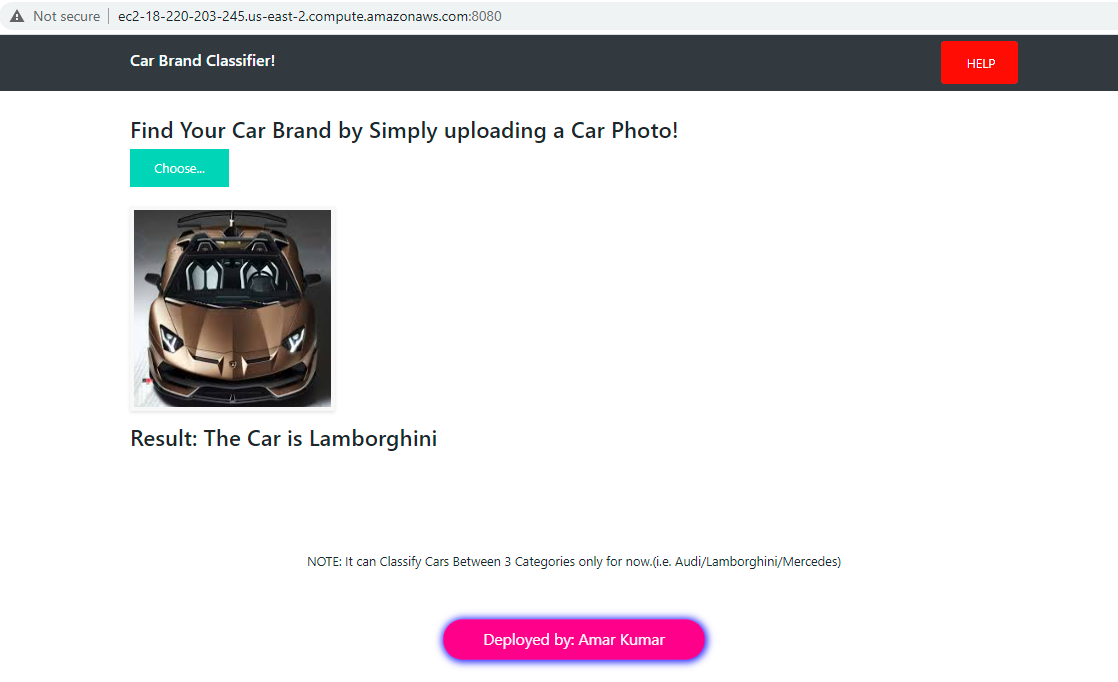 Not secure ec2-18-220-203-245.us-east-2.compute.amazonaws.com:8080
Car Brand Classifier! HELP
Find Your Car Brand by Simply uploading a Car Photo!
Choose...
Result: The Car is Lamborghini
NOTE: It can Classify Cars Between 3 Categories only for now.(i.e. Audi/Lamborghini/Mercedes)
Deployed by: Amar Kumar